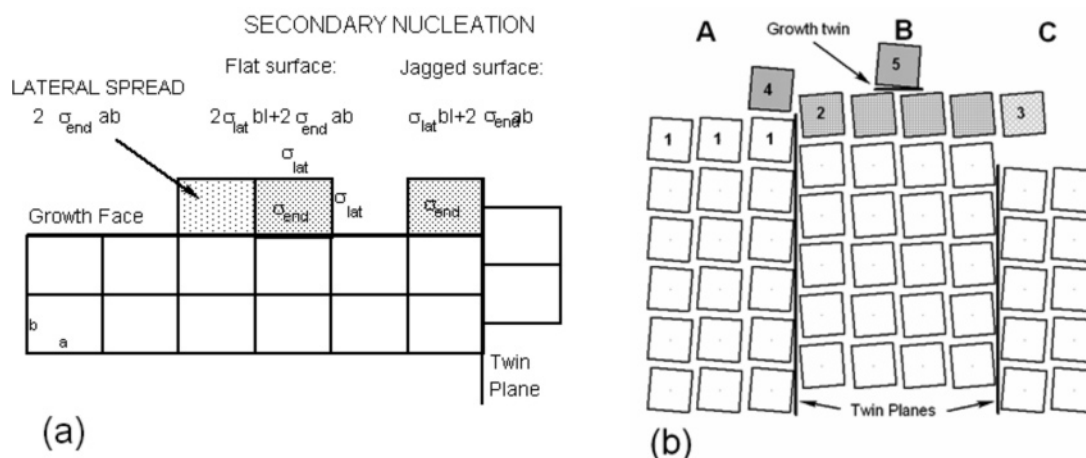 SECONDARY NUCLEATION
Flat surface: Jagged surface:
LATERAL SPREAD
2 σend ab 2σlat bl+2 σend ab σlat bl+2 σend ab
σlat
σlat
σend σend
Growth Face
b
a
Twin
Plane
(a)
A B C
Growth twin
5
4
2 3
1 1 1
Twin Planes
(b)